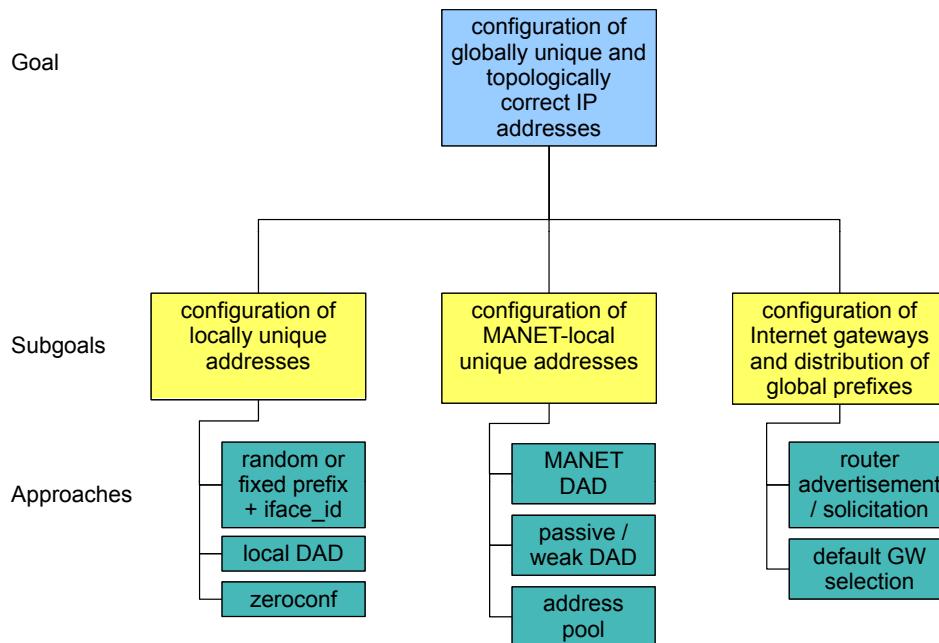 Goal
configuration of
globally unique and
topologically
correct IP
addresses
Subgoals
configuration of
locally unique
addresses
configuration of
MANET-local
unique addresses
configuration of
Internet gateways
and distribution of
global prefixes
Approaches
random or
fixed prefix
+ iface_id
local DAD
zeroconf
MANET
DAD
passive /
weak DAD
address
pool
router
advertisement
/ solicitation
default GW
selection